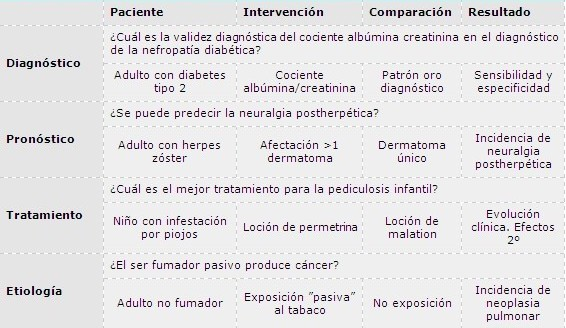 Paciente Intervención Comparación Resultado
Diagnóstico
¿Cuál es la validez diagnóstica del cociente albúmina creatinina en el diagnóstico
de la nefropatía diabética?
Adulto con diabetes
tipo 2
Cociente
albúmina/creatinina
Patrón oro
diagnóstico
Sensibilidad y
especificidad
Pronóstico
¿Se puede predecir la neuralgia postherpética?
Adulto con herpes
zóster
Afectación >1
dermatoma
Dermatoma
único
Incidencia de
neuralgia
postherpética
Tratamiento
¿Cuál es el mejor tratamiento para la pediculosis infantil?
Niño con infestación
por piojos
Loción de permetrina
Loción de
malation
Evolución
clínica. Efectos
2º
Etiología
¿El ser fumador pasivo produce cáncer?
Adulto no fumador
Exposición "pasiva"
al tabaco
No exposición
Incidencia de
neoplasia
pulmonar